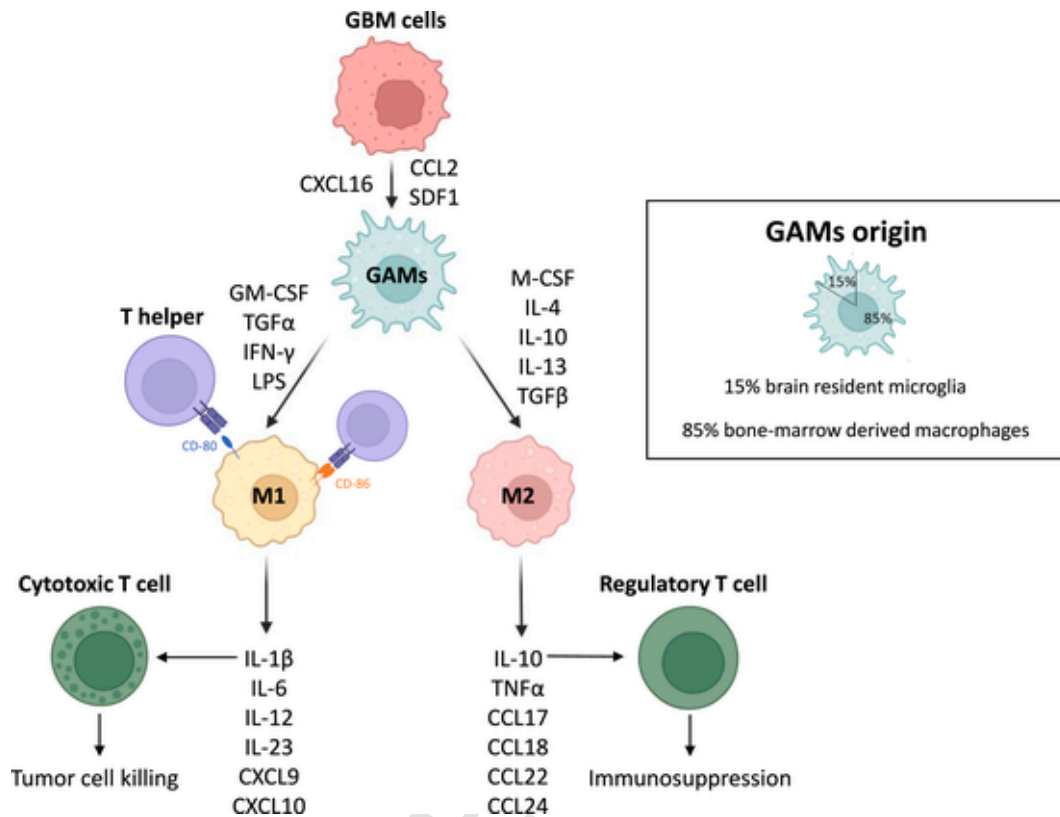 GBM cells
CXCL16
CCL2
SDF1
GAMs
GM-CSF
TGFα
IFN-γ
LPS
M-CSF
IL-4
IL-10
IL-13
TGFβ
T helper
CD-80
CD-86
M1
M2
Cytotoxic T cell
Regulatory T cell
IL-1β
IL-6
IL-12
IL-23
CXCL9
CXCL10
IL-10
TNFα
CCL17
CCL18
CCL22
CCL24
Tumor cell killing
Immunosuppression
GAMs origin
15%
85%
15% brain resident microglia
85% bone-marrow derived macrophages